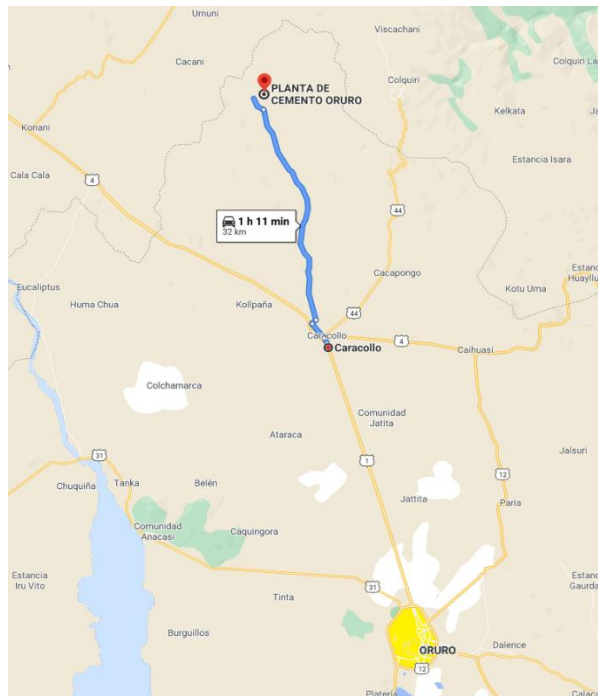 Urnuni
Viscachani
Cacani
Colquiri
Colquiri La
PLANTA DE
CEMENTO ORURO
Kelkata
Konani
Estancia Isara
Cala Cala
4
44
1 h 11 min
32 km
Cacapongo
Estan
Huayllu
Eucaliptus
Kotu Uma
Huma Chua
Kollpaña
44
Caracollo
4
Caracollo
Caihuasi
Colchamarca
Comunidad
Jatita
Ataraca
31
1
Jalsuri
12
Chuquiña
Tanka
Belén
Jattita
Paria
Comunidad
Anacasi
Caquingora
Estancia
Iru Vito
31
Estanc
Gaurda
Tinta
Burguillos
ORURO
Dalence
12
Platería
Calaca